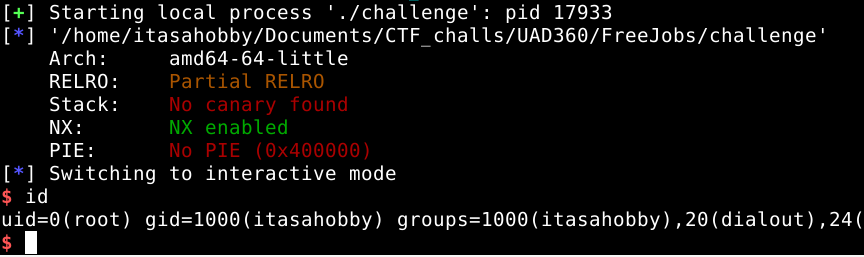 [+] Starting local process './challenge': pid 17933
[*] '/home/itasahobby/Documents/CTF_challs/UAD360/FreeJobs/challenge'
    Arch:     amd64-64-little
    RELRO:    Partial RELRO
    Stack:    No canary found
    NX:       NX enabled
    PIE:      No PIE (0x400000)
[*] Switching to interactive mode
$ id
uid=0(root) gid=1000(itasahobby) groups=1000(itasahobby),20(dialout),24(
$